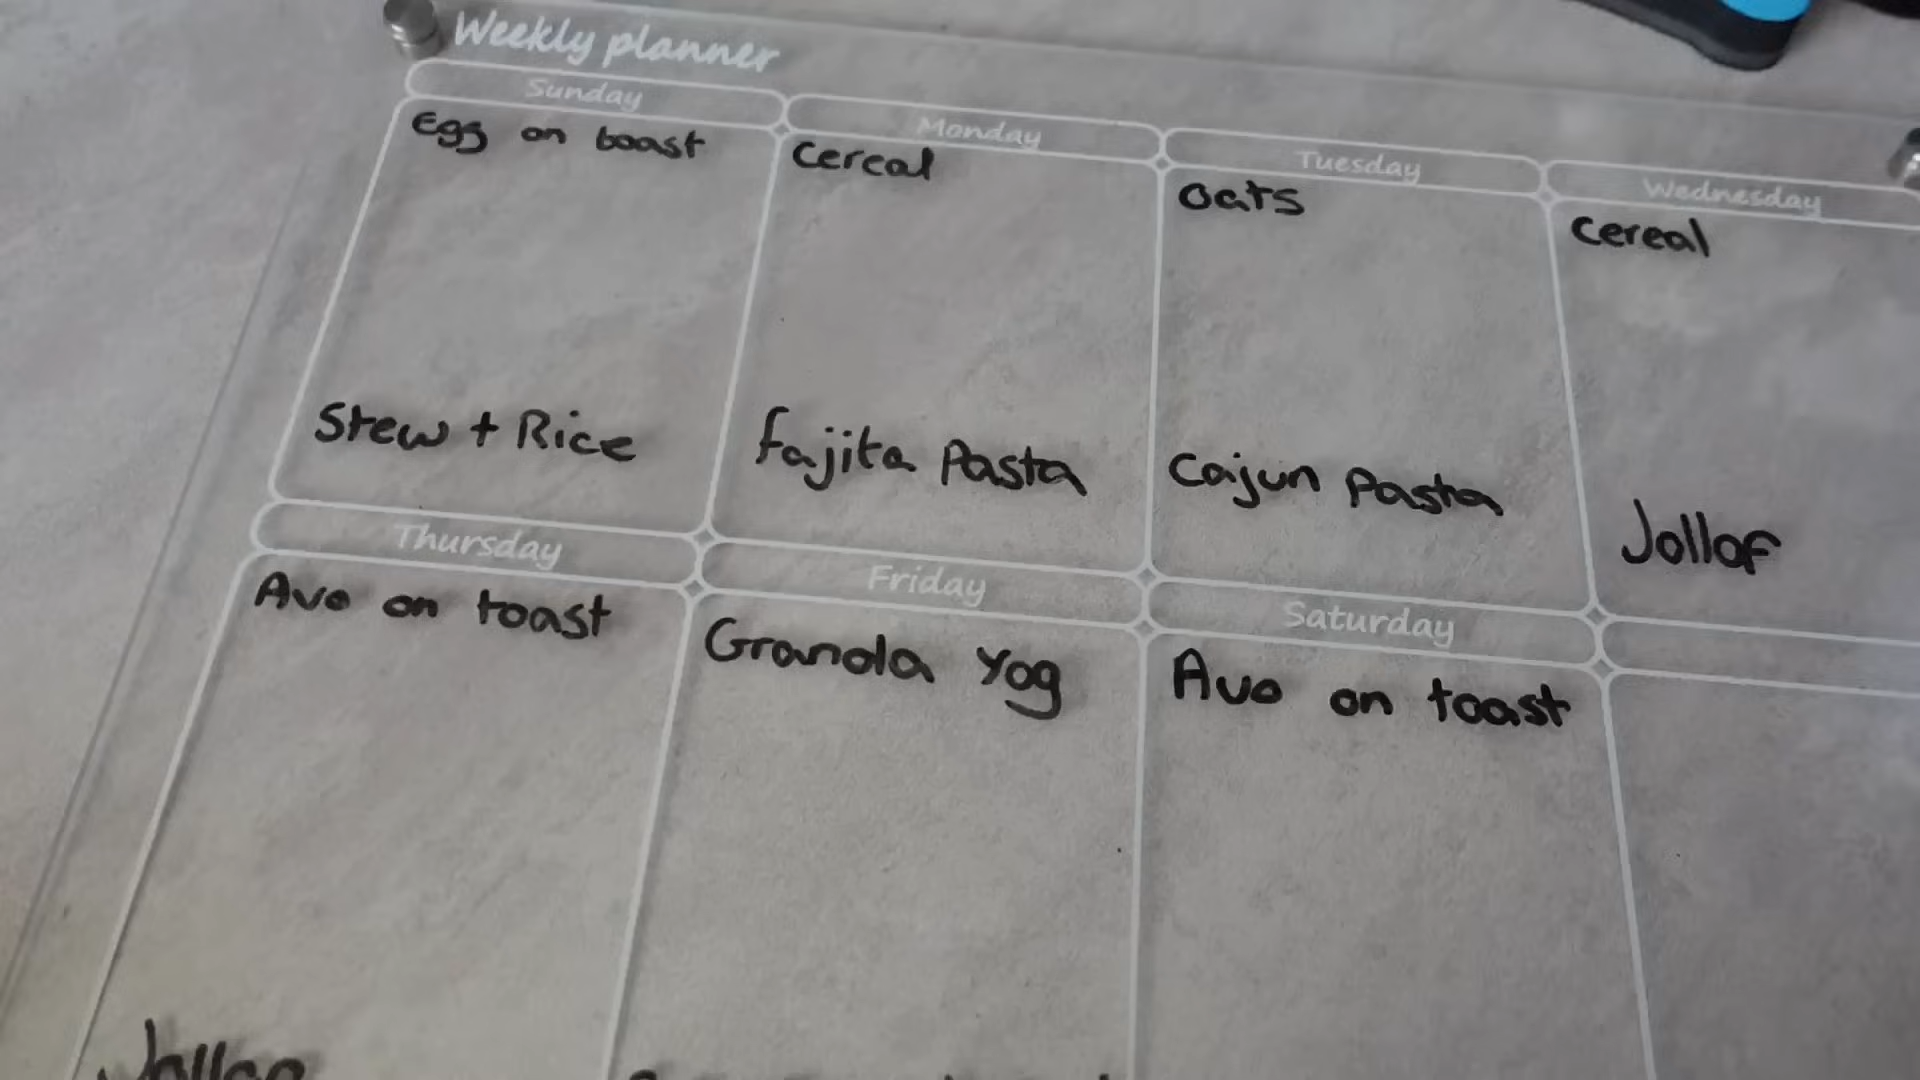 Weekly planner
Sunday
Monday
Tuesday
Wednesday
Egg on toast
Cereal
Oats
Cereal
Stew + Rice
Fajita Pasta
Cajun Pasta
Jollof
Thursday
Friday
Saturday
Avo on toast
Granola Yog
Avo on toast